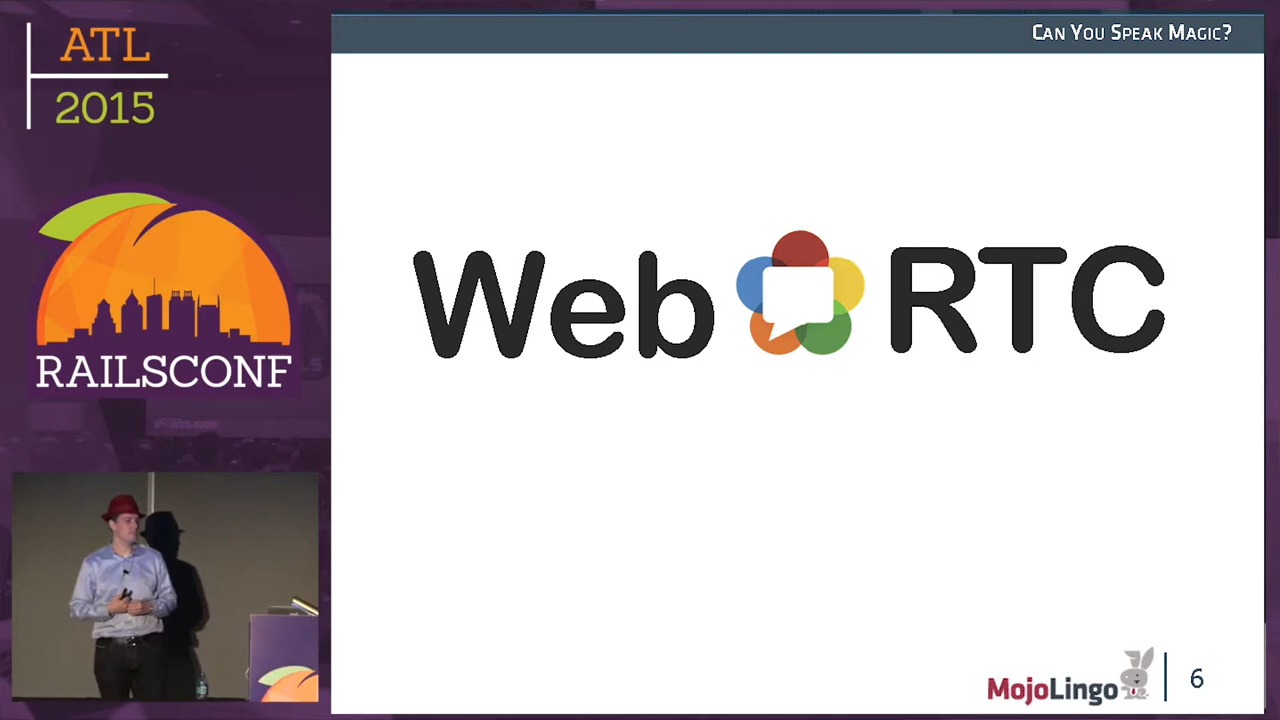 ATL
2015
RAILSCONF
Can You Speak Magic?
Web RTC
MojoLingo
6